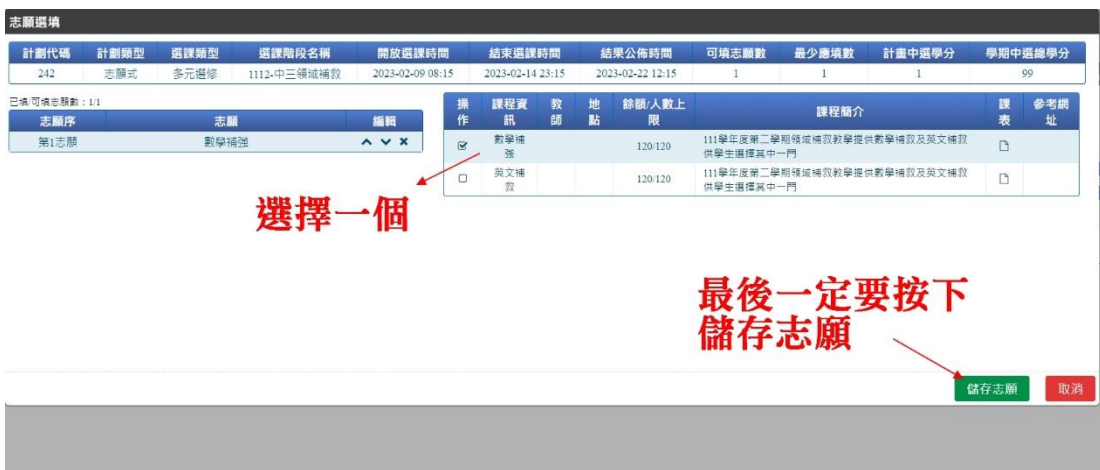 志願選填
計劃代碼 計劃類型 選課類型 選課階段名稱 開放選課時間 結束選課時間 結果公佈時間 可填志願數 最少應填數 計畫中選學分 學期中選總學分
242 志願式 多元選修 1112-中三領域補救 2023-02-09 08:15 2023-02-14 23:15 2023-02-22 12:15 1 1 1 99
已填/可填志願數：1/1
志願序 志願 編輯
第1志願 數學補強
操作 課程資訊 教師 地點 餘額/人數上限 課程簡介 課表 參考網址
數學補強 120/120 111學年度第二學期領域補救教學提供數學補救及英文補救
供學生選擇其中一門
英文補救 120/120 111學年度第二學期領域補救教學提供數學補救及英文補救
供學生選擇其中一門
選擇一個
最後一定要按下
儲存志願
儲存志願 取消